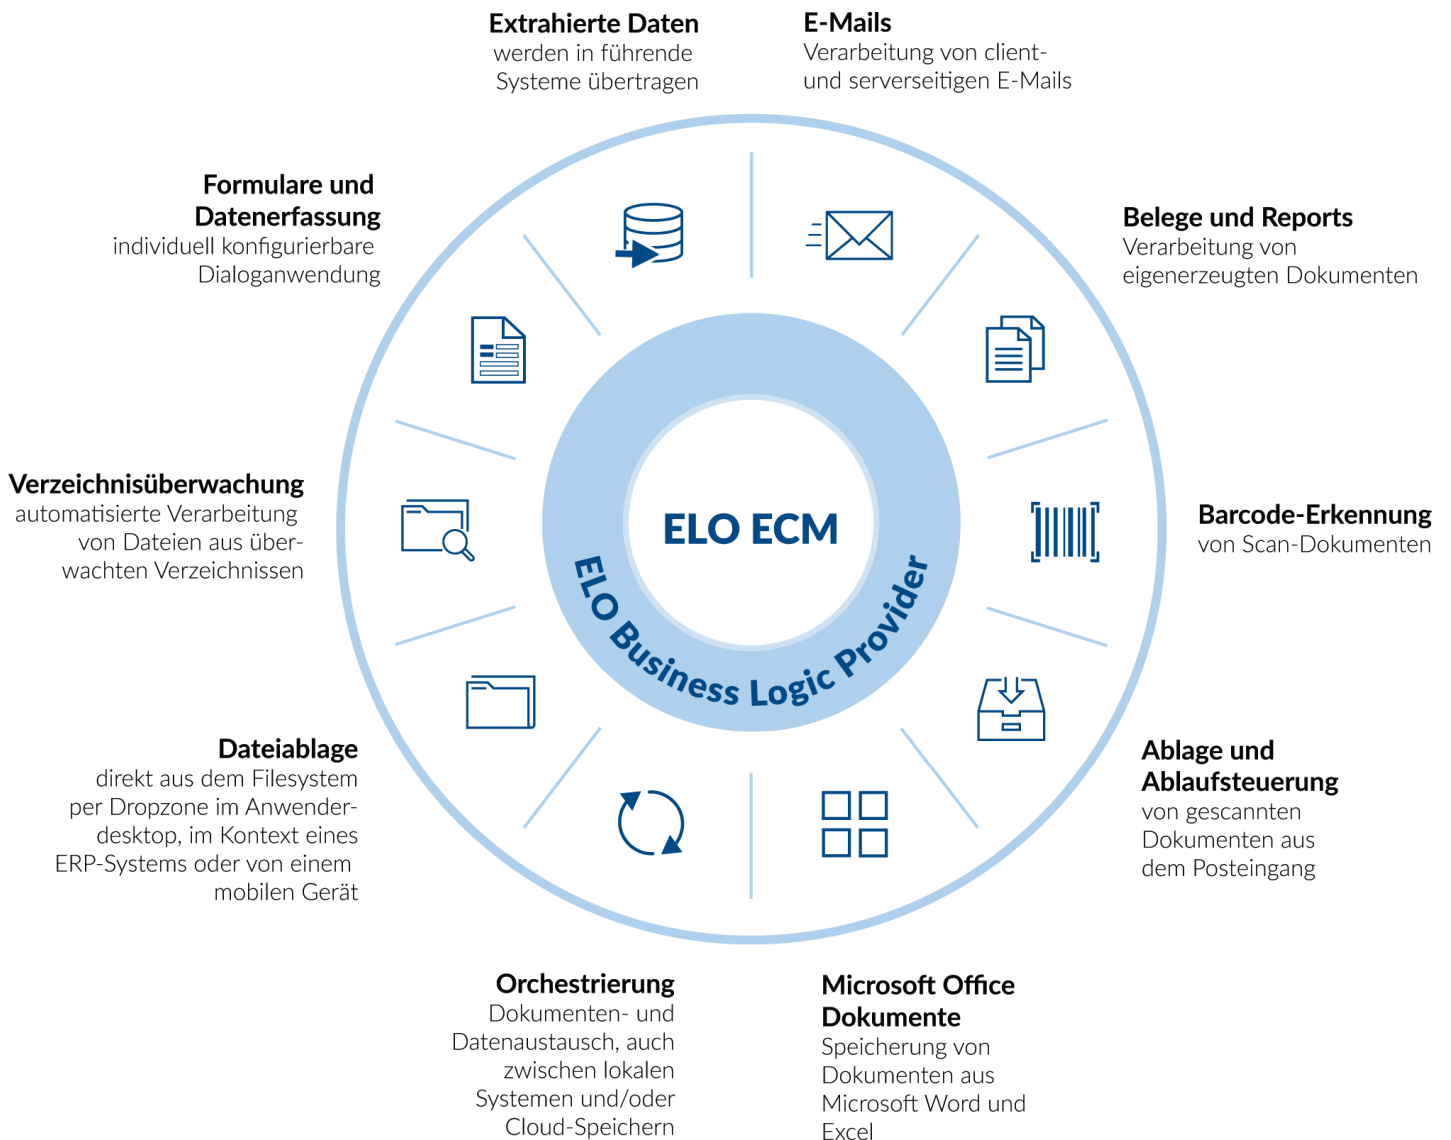 Extrahierte Daten
werden in führende
Systeme übertragen
E-Mails
Verarbeitung von client-
und serverseitigen E-Mails
Formulare und
Datenerfassung
individuell konfigurierbare
Dialoganwendung
Belege und Reports
Verarbeitung von
eigenerzeugten Dokumenten
Verzeichnisüberwachung
automatisierte Verarbeitung
von Dateien aus über-
wachten Verzeichnissen
ELO ECM
ELO Business Logic Provider
Barcode-Erkennung
von Scan-Dokumenten
Dateiablage
direkt aus dem Filesystem
per Dropzone im Anwender-
desktop, im Kontext eines
ERP-Systems oder von einem
mobilen Gerät
Ablage und
Ablaufsteuerung
von gescannten
Dokumenten aus
dem Posteingang
Orchestrierung
Dokumenten- und
Datenaustausch, auch
zwischen lokalen
Systemen und/oder
Cloud-Speichern
Microsoft Office
Dokumente
Speicherung von
Dokumenten aus
Microsoft Word und
Excel